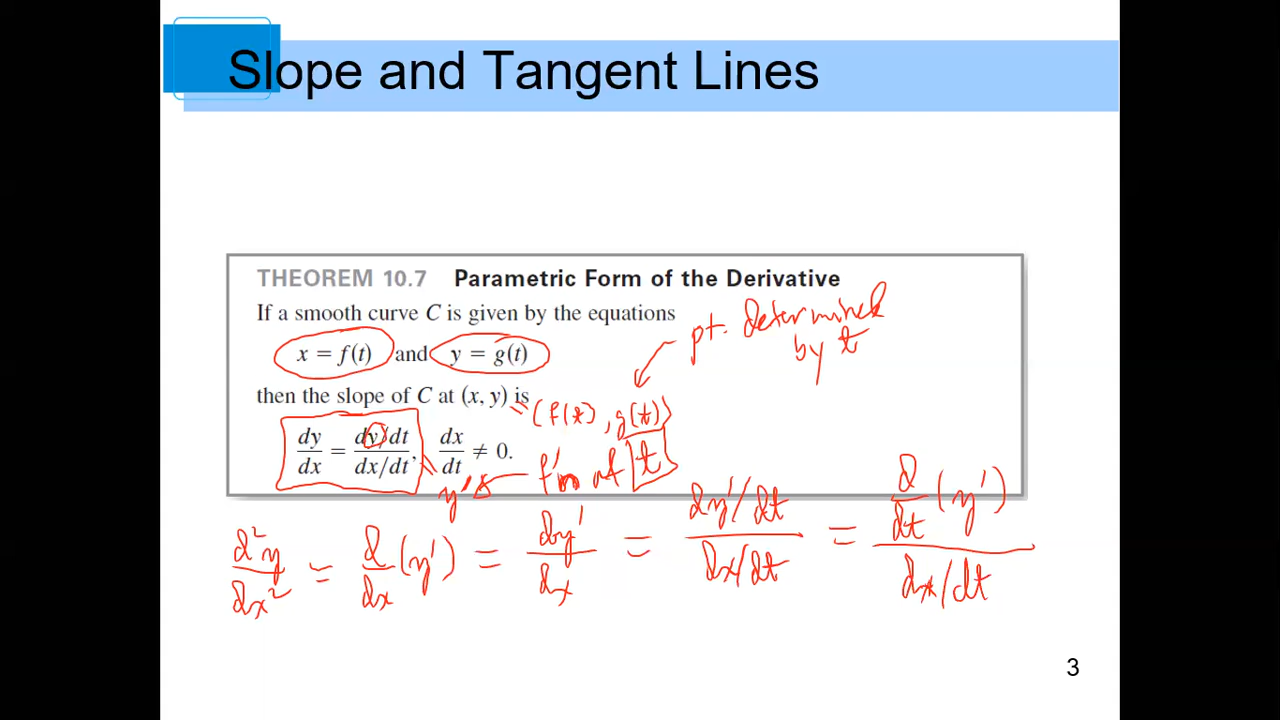 Slope and Tangent Lines
THEOREM 10.7 Parametric Form of the Derivative
If a smooth curve C is given by the equations
x = f(t) and y = g(t)
pt. determined
by t
then the slope of C at (x, y) is
(f(t), g(t))
dy/dx = (dy/dt)/(dx/dt), dx/dt ≠ 0.
y' ← f'n of t
d²y/dx² = d/dx (y') = dy'/dx = (dy'/dt)/(dx/dt) = (d/dt (y'))/(dx/dt)
3